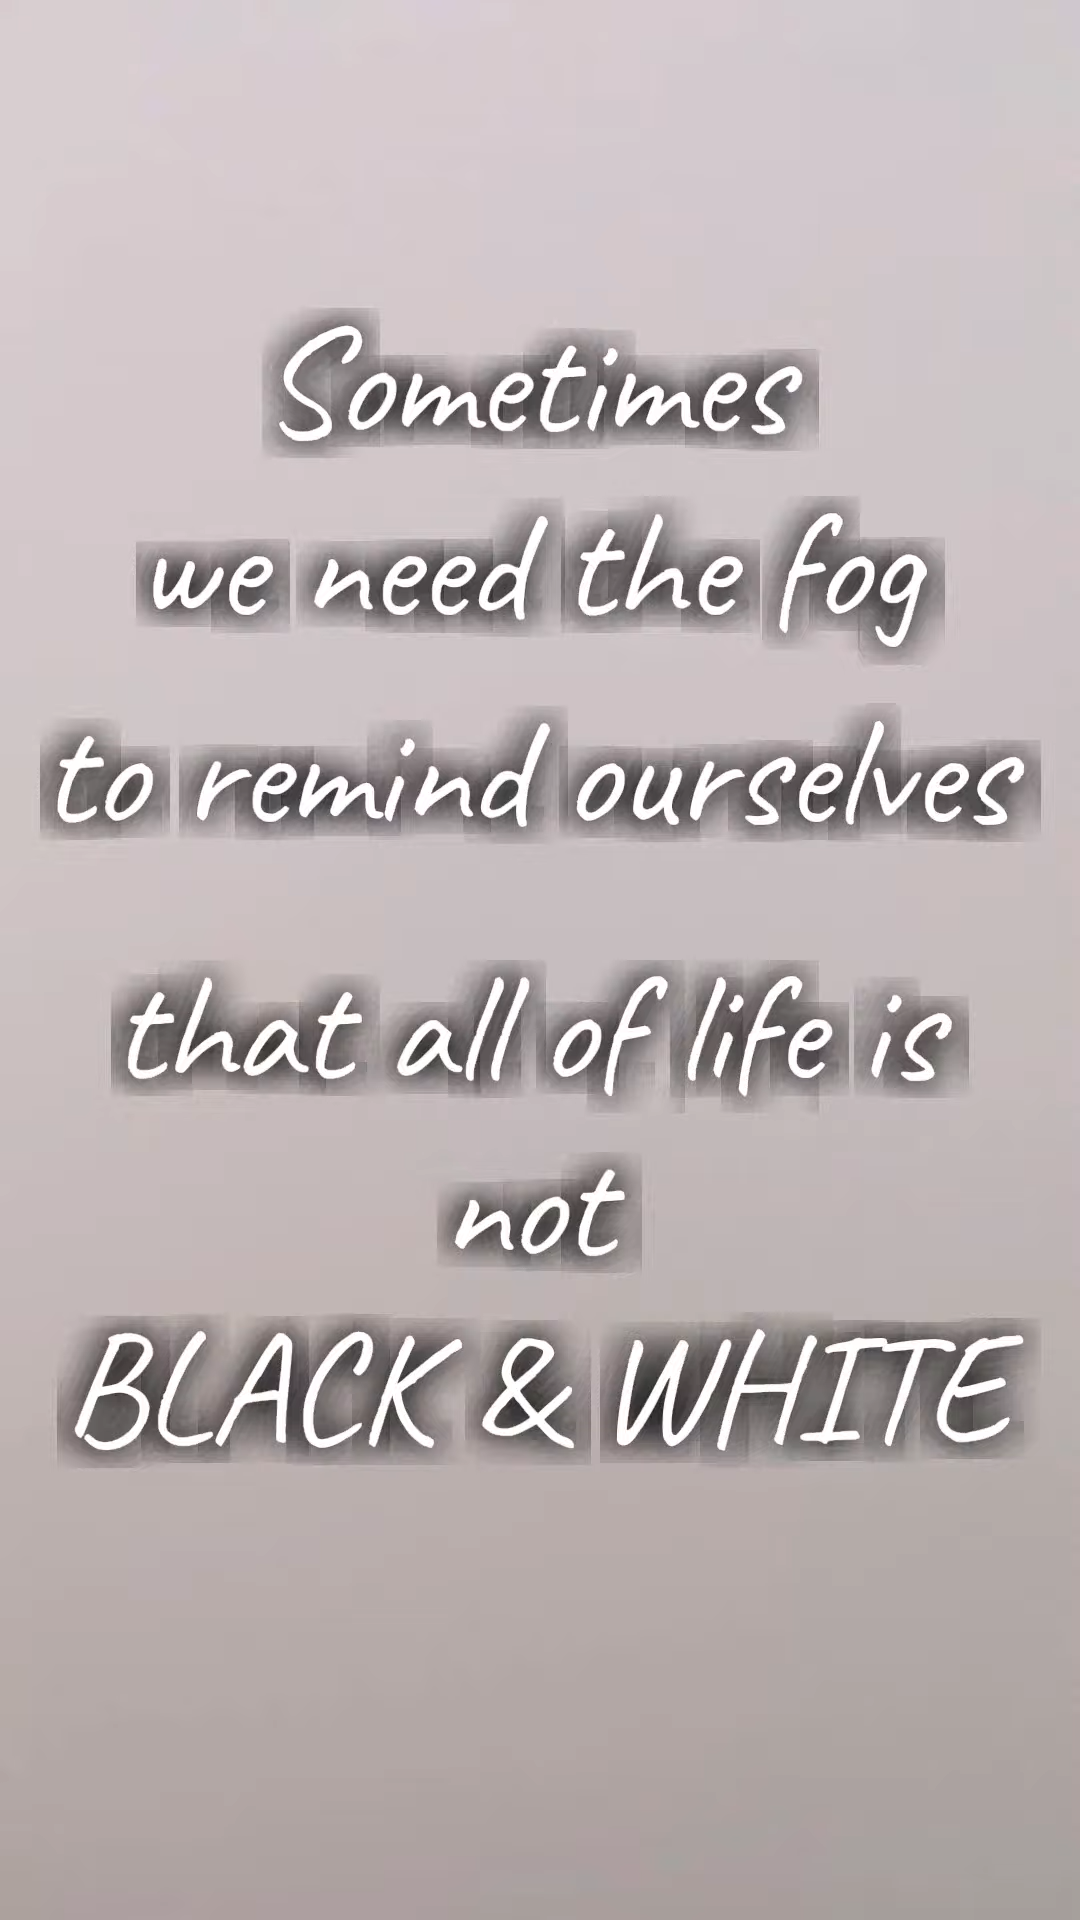 Sometimes
we need the fog
to remind ourselves
that all of life is
not
BLACK & WHITE